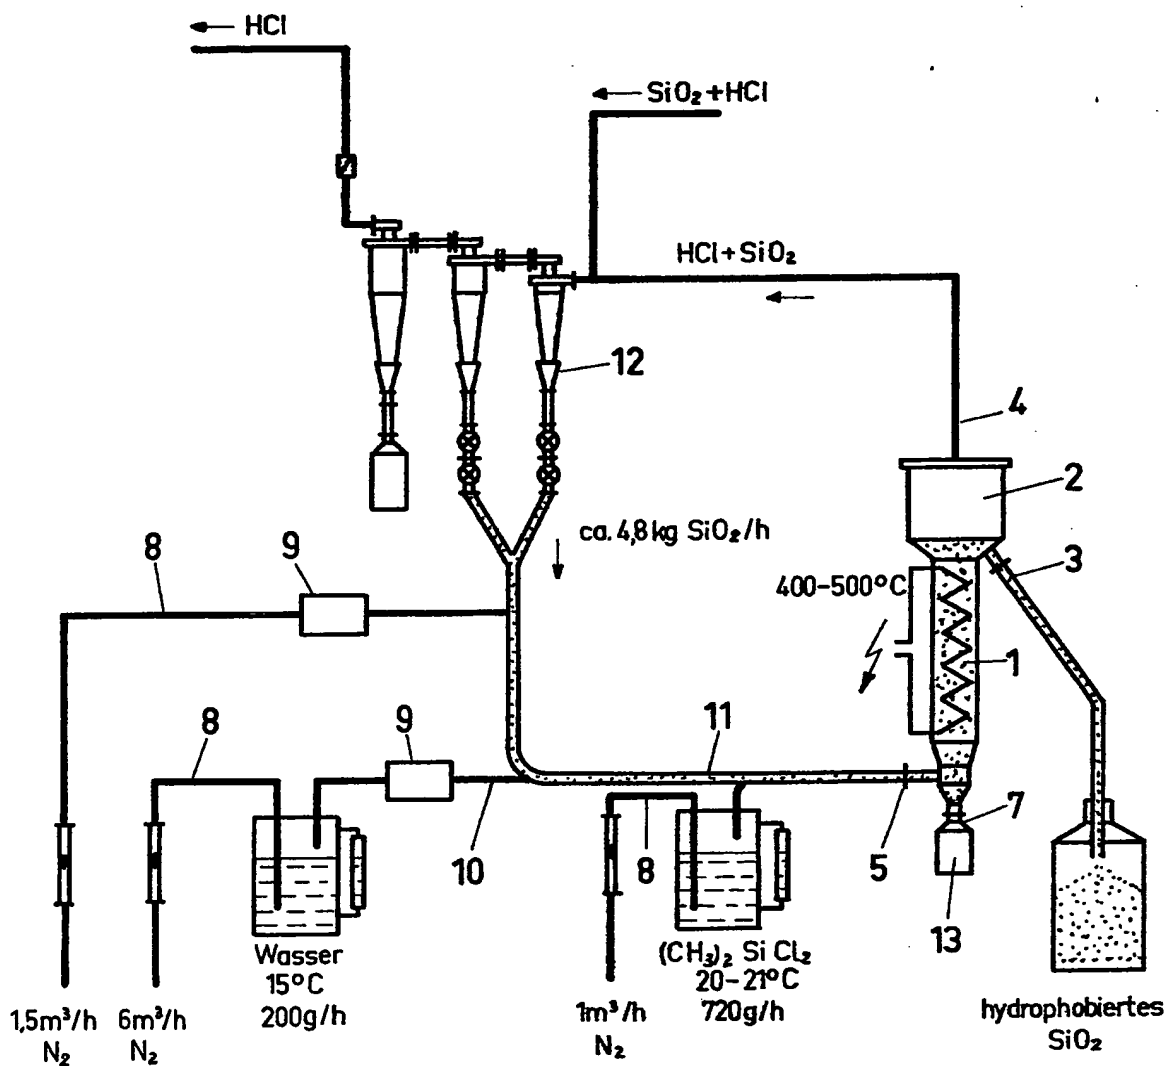 HCl
SiO₂+HCl
HCl+SiO₂
12
4
2
ca. 4,8 kg SiO₂/h
8
9
3
400-500°C
1
8
9
11
10
8
5
7
13
Wasser
15°C
200g/h
(CH₃)₂ Si Cl₂
20-21°C
720g/h
1,5m³/h
N₂
6m³/h
N₂
1m³/h
N₂
hydrophobiertes
SiO₂